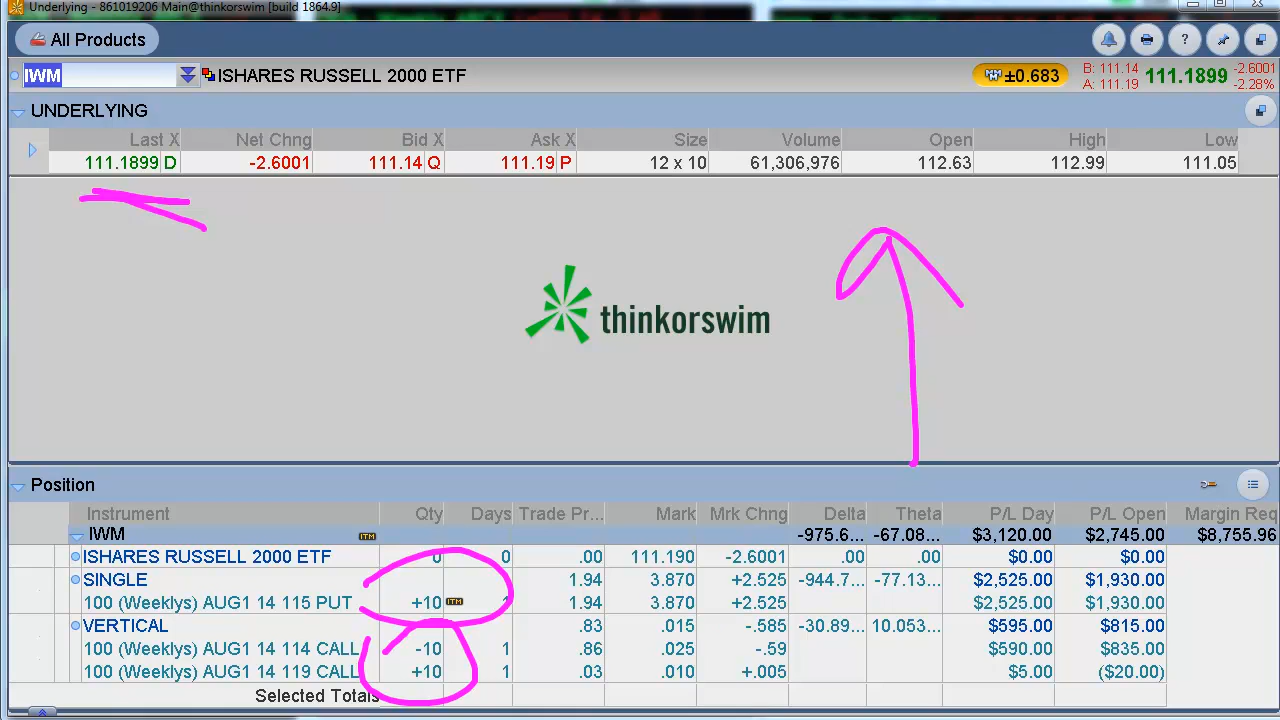 Underlying - 861019206 Main@thinkorswim [build 1864.9]
All Products
?
IWM ISHARES RUSSELL 2000 ETF ±0.683 B: 111.14 A: 111.19 111.1899 -2.6001 -2.28%
UNDERLYING
Last X Net Chng Bid X Ask X Size Volume Open High Low
111.1899 D -2.6001 111.14 Q 111.19 P 12 x 10 61,306,976 112.63 112.99 111.05
thinkorswim
Position
Instrument Qty Days Trade Pr... Mark Mrk Chng Delta Theta P/L Day P/L Open Margin Req
IWM ITM -975.6... -67.08... $3,120.00 $2,745.00 $8,755.96
ISHARES RUSSELL 2000 ETF 0 0 .00 111.190 -2.6001 .00 .00 $0.00 $0.00
SINGLE 1.94 3.870 +2.525 -944.7... -77.13... $2,525.00 $1,930.00
100 (Weeklys) AUG1 14 115 PUT +10 ITM 1 1.94 3.870 +2.525 $2,525.00 $1,930.00
VERTICAL .83 .015 -.585 -30.89... 10.053... $595.00 $815.00
100 (Weeklys) AUG1 14 114 CALL -10 1 .86 .025 -.59 $590.00 $835.00
100 (Weeklys) AUG1 14 119 CALL +10 1 .03 .010 +.005 $5.00 ($20.00)
Selected Totals